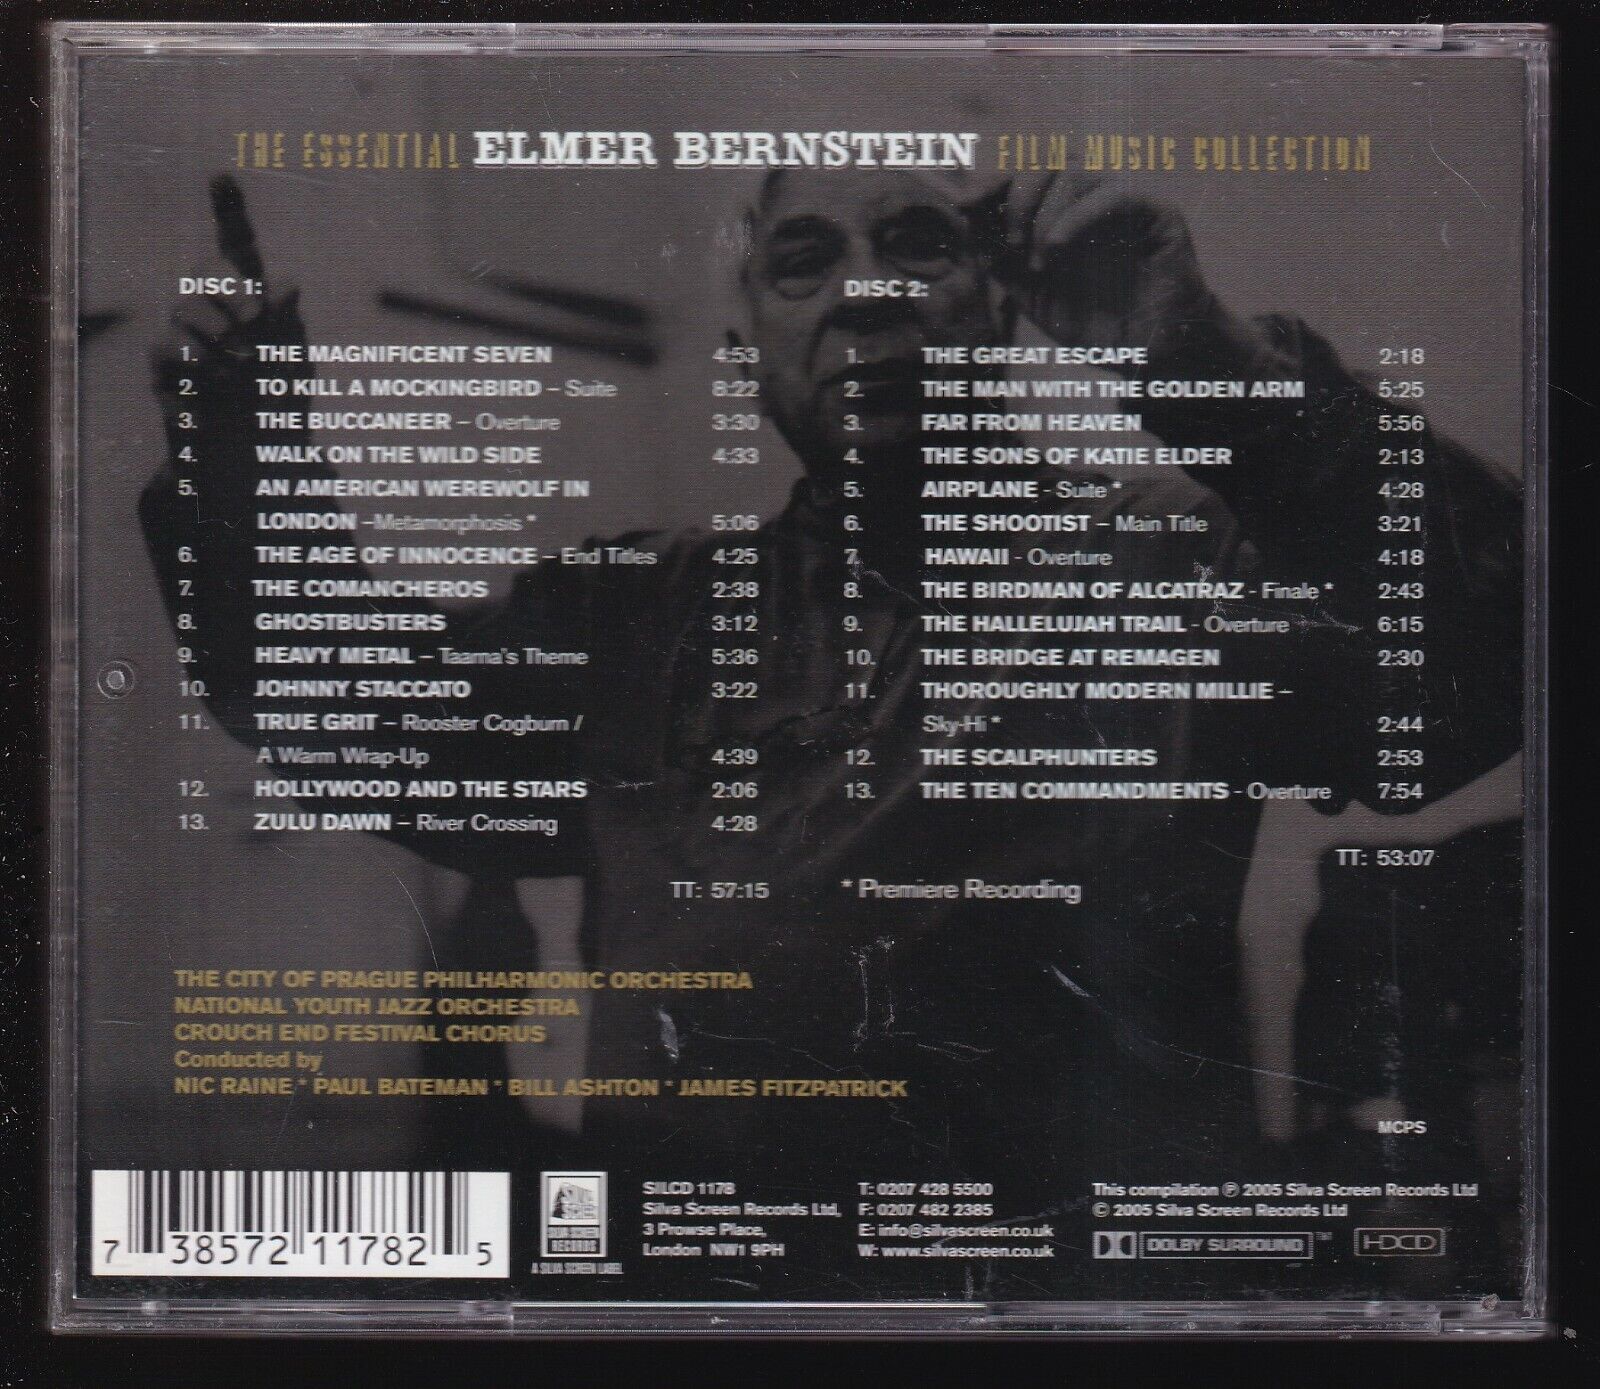 THE ESSENTIAL ELMER BERNSTEIN FILM MUSIC COLLECTION
DISC 1:
1. THE MAGNIFICENT SEVEN 4:53
2. TO KILL A MOCKINGBIRD – Suite 8:22
3. THE BUCCANEER – Overture 3:30
4. WALK ON THE WILD SIDE 4:33
5. AN AMERICAN WEREWOLF IN
LONDON –Metamorphosis * 5:06
6. THE AGE OF INNOCENCE – End Titles 4:25
7. THE COMANCHEROS 2:38
8. GHOSTBUSTERS 3:12
9. HEAVY METAL – Taarna's Theme 5:36
10. JOHNNY STACCATO 3:22
11. TRUE GRIT – Rooster Cogburn /
A Warm Wrap-Up 4:39
12. HOLLYWOOD AND THE STARS 2:06
13. ZULU DAWN – River Crossing 4:28
TT: 57:15
DISC 2:
1. THE GREAT ESCAPE 2:18
2. THE MAN WITH THE GOLDEN ARM 5:25
3. FAR FROM HEAVEN 5:56
4. THE SONS OF KATIE ELDER 2:13
5. AIRPLANE - Suite * 4:28
6. THE SHOOTIST – Main Title 3:21
7. HAWAII - Overture 4:18
8. THE BIRDMAN OF ALCATRAZ - Finale * 2:43
9. THE HALLELUJAH TRAIL - Overture 6:15
10. THE BRIDGE AT REMAGEN 2:30
11. THOROUGHLY MODERN MILLIE –
Sky-Hi * 2:44
12. THE SCALPHUNTERS 2:53
13. THE TEN COMMANDMENTS - Overture 7:54
TT: 53:07
* Premiere Recording
THE CITY OF PRAGUE PHILHARMONIC ORCHESTRA
NATIONAL YOUTH JAZZ ORCHESTRA
CROUCH END FESTIVAL CHORUS
Conducted by
NIC RAINE * PAUL BATEMAN * BILL ASHTON * JAMES FITZPATRICK
MCPS
7 38572 11782 5
SILVA
SCREEN
SILVA SCREEN
RECORDS
A SILVA SCREEN LABEL
SILCD 1178
Silva Screen Records Ltd,
3 Prowse Place,
London NW1 9PH
T: 0207 428 5500
F: 0207 482 2385
E: info@silvascreen.co.uk
W: www.silvascreen.co.uk
This compilation ℗ 2005 Silva Screen Records Ltd
© 2005 Silva Screen Records Ltd
DOLBY SURROUND ™
HDCD